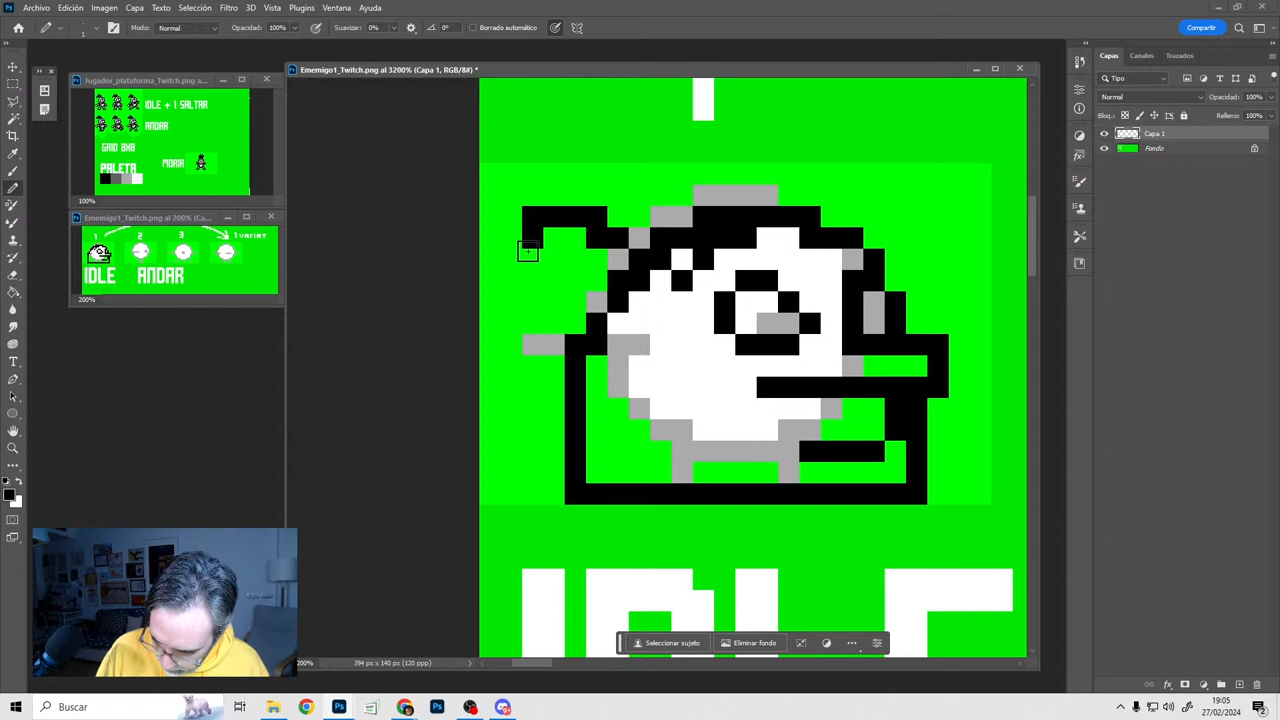 Archivo Edición Imagen Capa Texto Selección Filtro 3D Vista Plugins Ventana Ayuda
Modo: Normal Opacidad: 100% Suavizar: 0% 0° Borrado automático Compartir
Jugador_plataforma_Twitch.png a...
IDLE + 1 SALTAR
ANDAR
GRID 8X8
PALETA
MORIR
100%
Ememigo1_Twitch.png al 200% (Ca...
1 2 3
IDLE ANDAR
200%
Ememigo1_Twitch.png al 3200% (Capa 1, RGB/8#) *
Seleccionar sujeto Eliminar fondo
394 px x 140 px (120 ppp)
Capas Canales Trazados
Tipo
Normal Opacidad: 100%
Bloq.: Relleno: 100%
Capa 1
Fondo
Buscar
19:05
27/02/2024